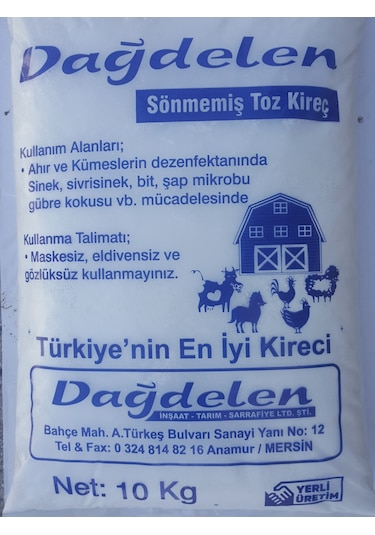 Dağdelen
Sönmemiş Toz Kireç
Kullanım Alanları;
• Ahır ve Kümeslerin dezenfektanında
Sinek, sivrisinek, bit, şap mikrobu
gübre kokusu vb. mücadelesinde
Kullanma Talimatı;
• Maskesiz, eldivensiz ve
gözlüksüz kullanmayınız.
Türkiye'nin En İyi Kireci
Dağdelen
İNŞAAT - TARIM - SARRAFİYE LTD. ŞTİ.
Bahçe Mah. A.Türkeş Bulvarı Sanayi Yanı No: 12
Tel & Fax: 0 324 814 82 16 Anamur / MERSİN
Net: 10 Kg
YERLİ
ÜRETİM